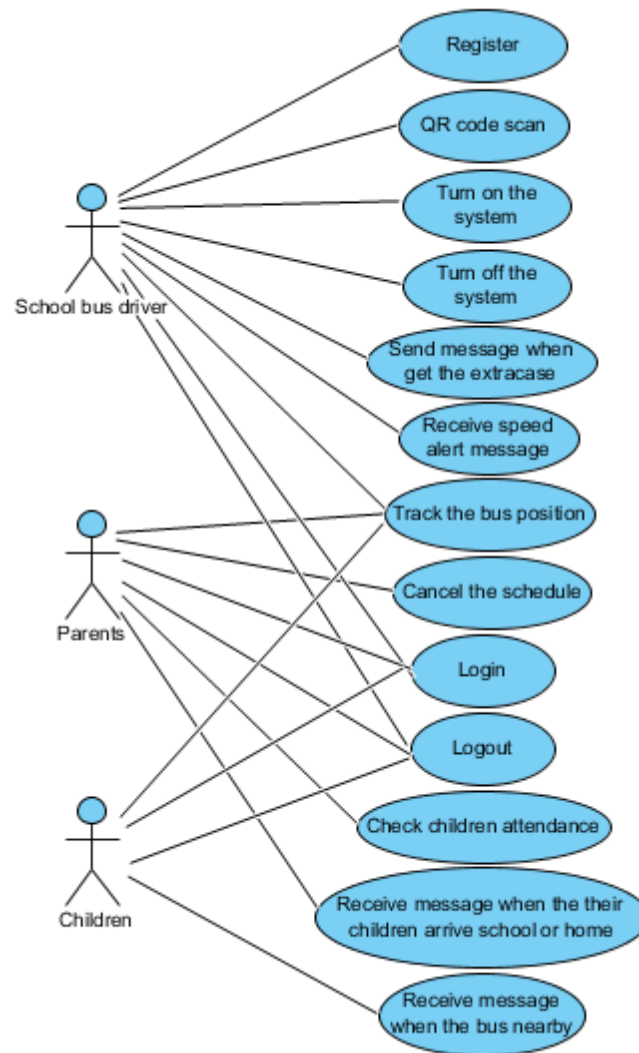 Register
QR code scan
Turn on the
system
School bus driver
Turn off the
system
Send message when
get the extracase
Receive speed
alert message
Track the bus position
Parents
Cancel the schedule
Login
Logout
Children
Check children attendance
Receive message when the their
children arrive school or home
Receive message
when the bus nearby